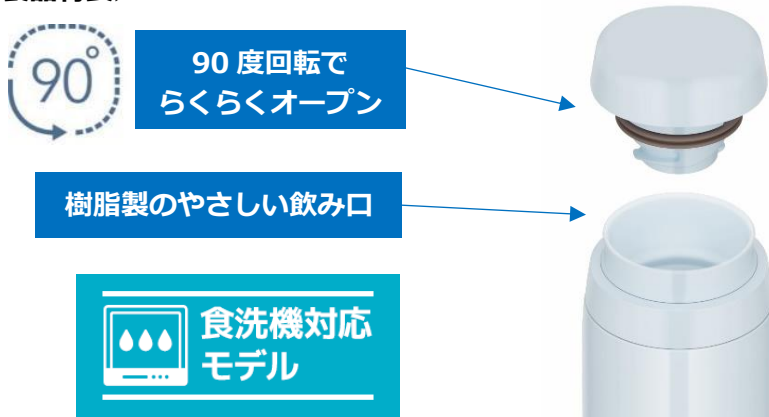 90°
90 度回転で
らくらくオープン
樹脂製のやさしい飲み口
食洗機対応
モデル